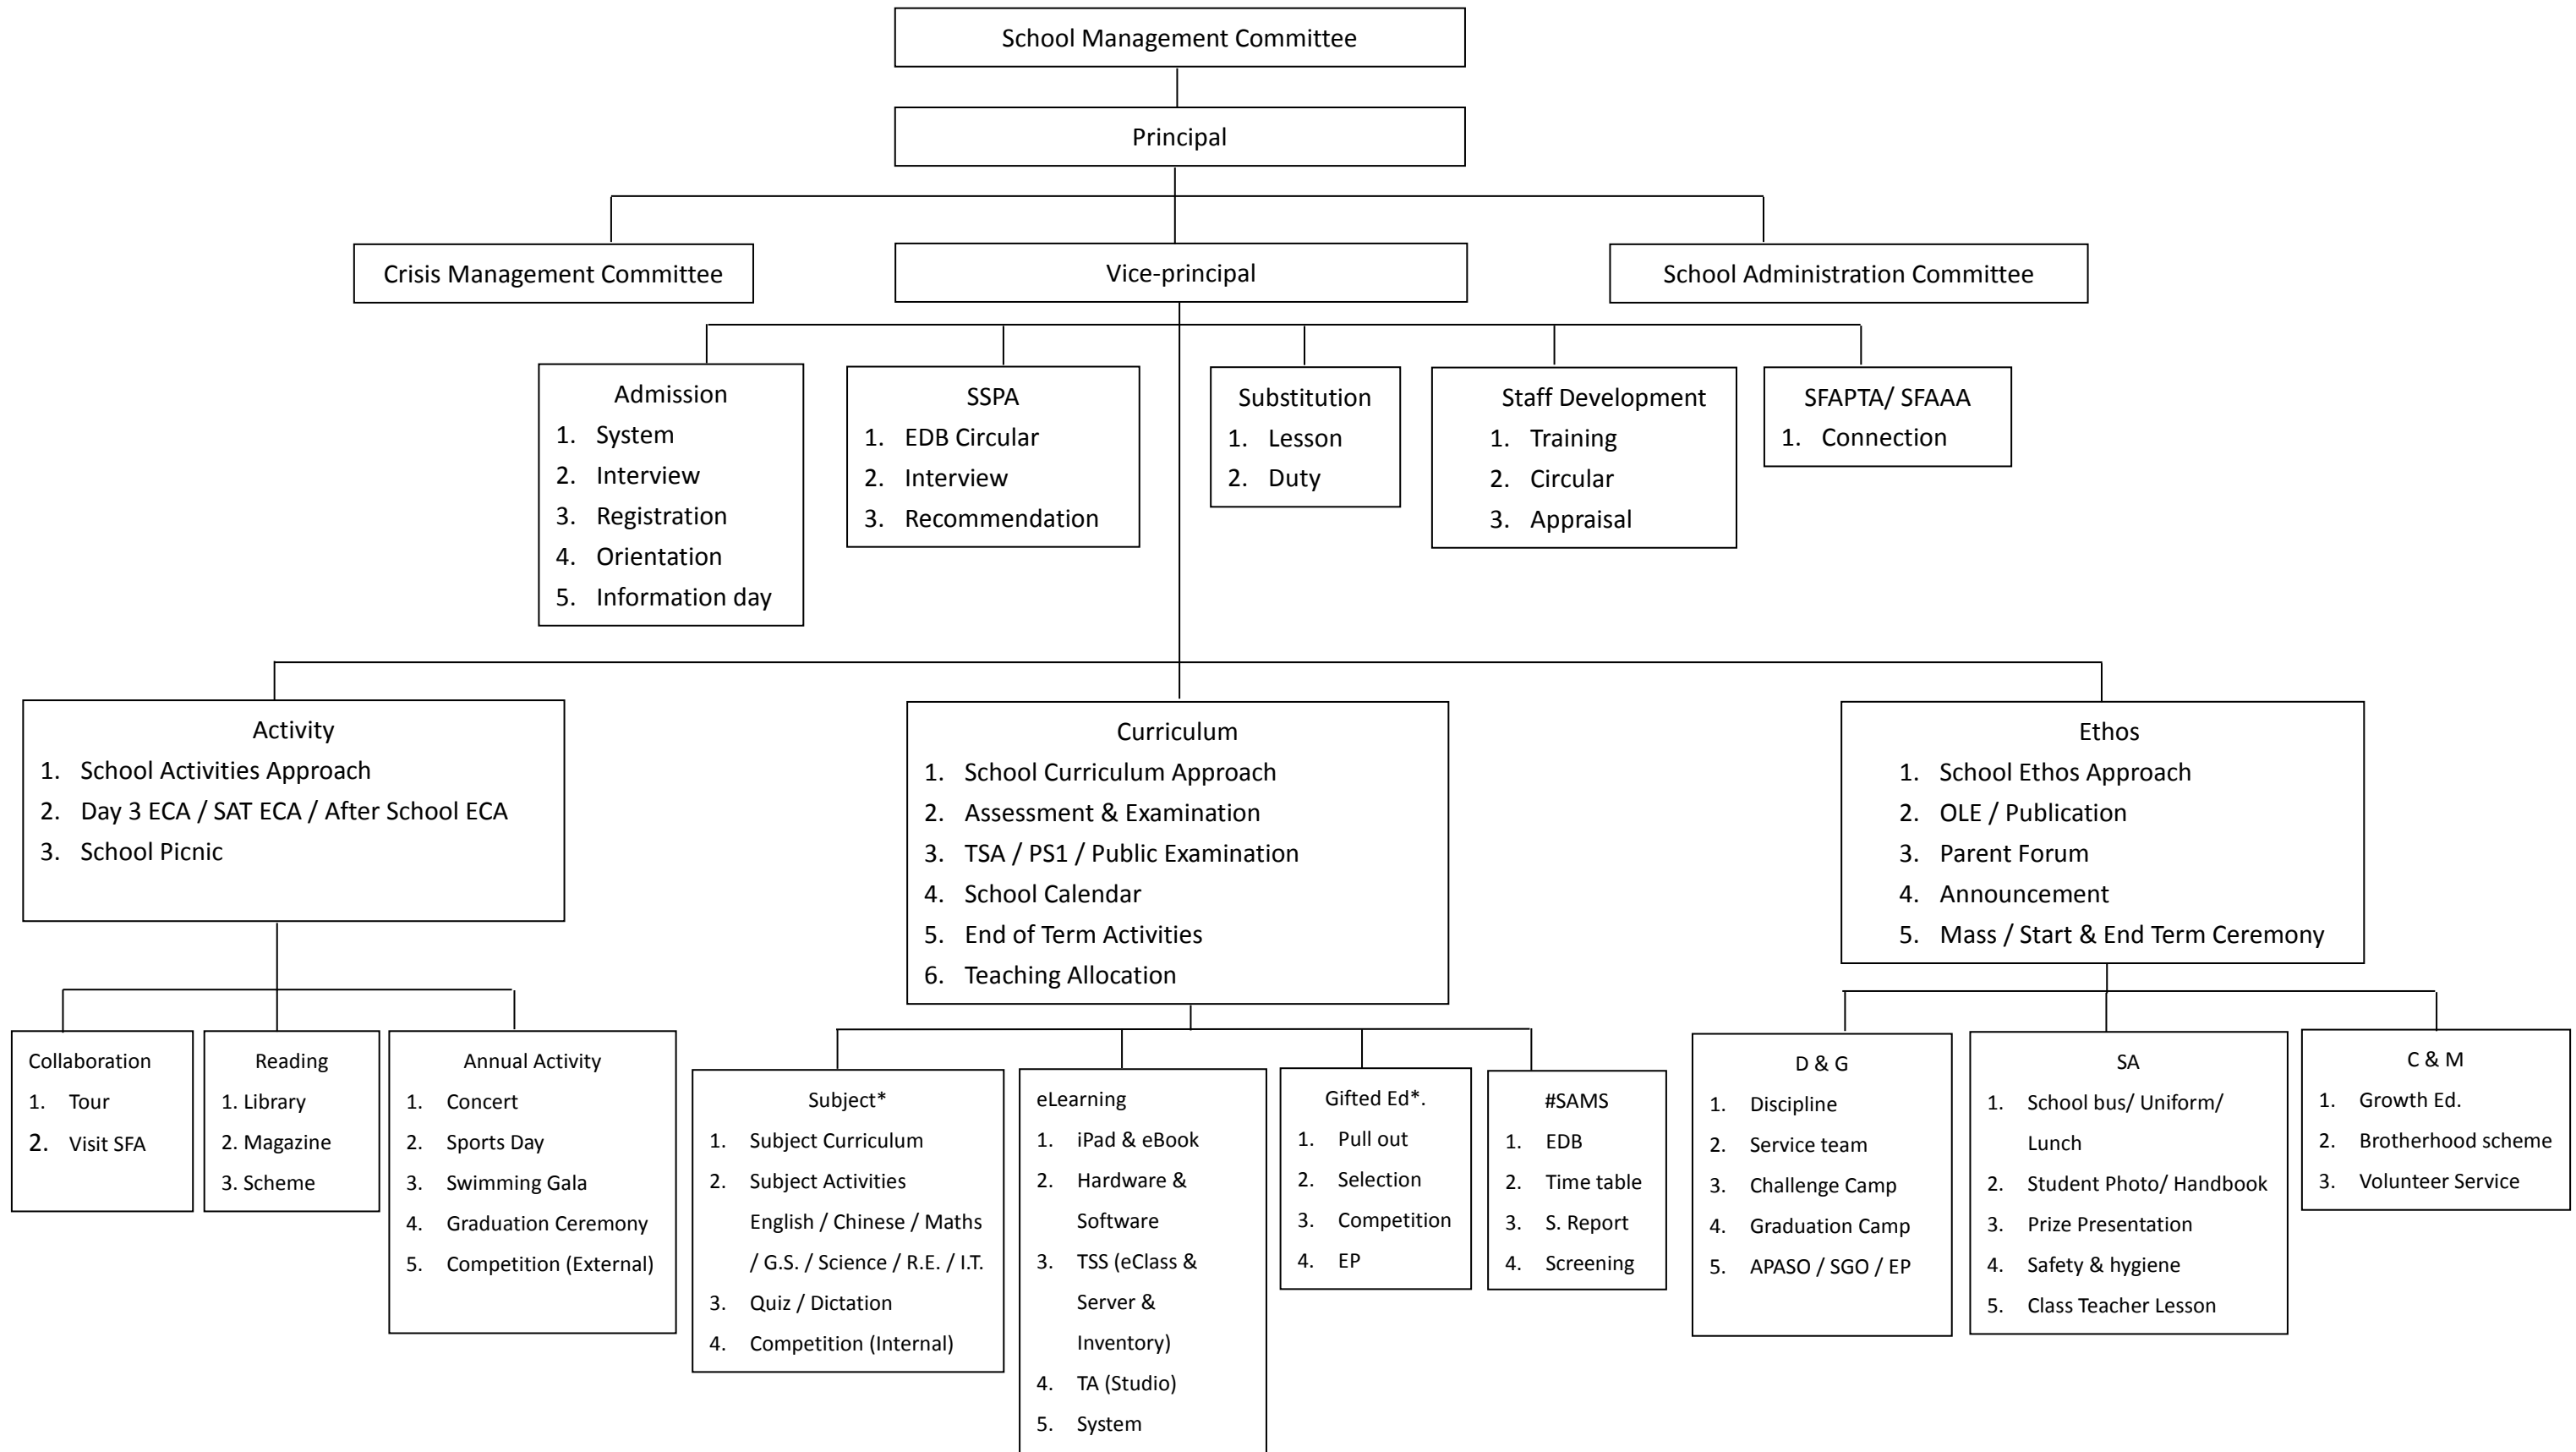 School Management Committee
Principal
Crisis Management Committee
Vice-principal
School Administration Committee
Admission
1. System
2. Interview
3. Registration
4. Orientation
5. Information day
SSPA
1. EDB Circular
2. Interview
3. Recommendation
Substitution
1. Lesson
2. Duty
Staff Development
1. Training
2. Circular
3. Appraisal
SFAPTA/ SFAAA
1. Connection
Activity
1. School Activities Approach
2. Day 3 ECA / SAT ECA / After School ECA
3. School Picnic
Curriculum
1. School Curriculum Approach
2. Assessment & Examination
3. TSA / PS1 / Public Examination
4. School Calendar
5. End of Term Activities
6. Teaching Allocation
Ethos
1. School Ethos Approach
2. OLE / Publication
3. Parent Forum
4. Announcement
5. Mass / Start & End Term Ceremony
Collaboration
1. Tour
2. Visit SFA
Reading
1. Library
2. Magazine
3. Scheme
Annual Activity
1. Concert
2. Sports Day
3. Swimming Gala
4. Graduation Ceremony
5. Competition (External)
Subject*
1. Subject Curriculum
2. Subject Activities
English / Chinese / Maths
/ G.S. / Science / R.E. / I.T.
3. Quiz / Dictation
4. Competition (Internal)
eLearning
1. iPad & eBook
2. Hardware &
Software
3. TSS (eClass &
Server &
Inventory)
4. TA (Studio)
5. System
Gifted Ed*.
1. Pull out
2. Selection
3. Competition
4. EP
#SAMS
1. EDB
2. Time table
3. S. Report
4. Screening
D & G
1. Discipline
2. Service team
3. Challenge Camp
4. Graduation Camp
5. APASO / SGO / EP
SA
1. School bus/ Uniform/
Lunch
2. Student Photo/ Handbook
3. Prize Presentation
4. Safety & hygiene
5. Class Teacher Lesson
C & M
1. Growth Ed.
2. Brotherhood scheme
3. Volunteer Service